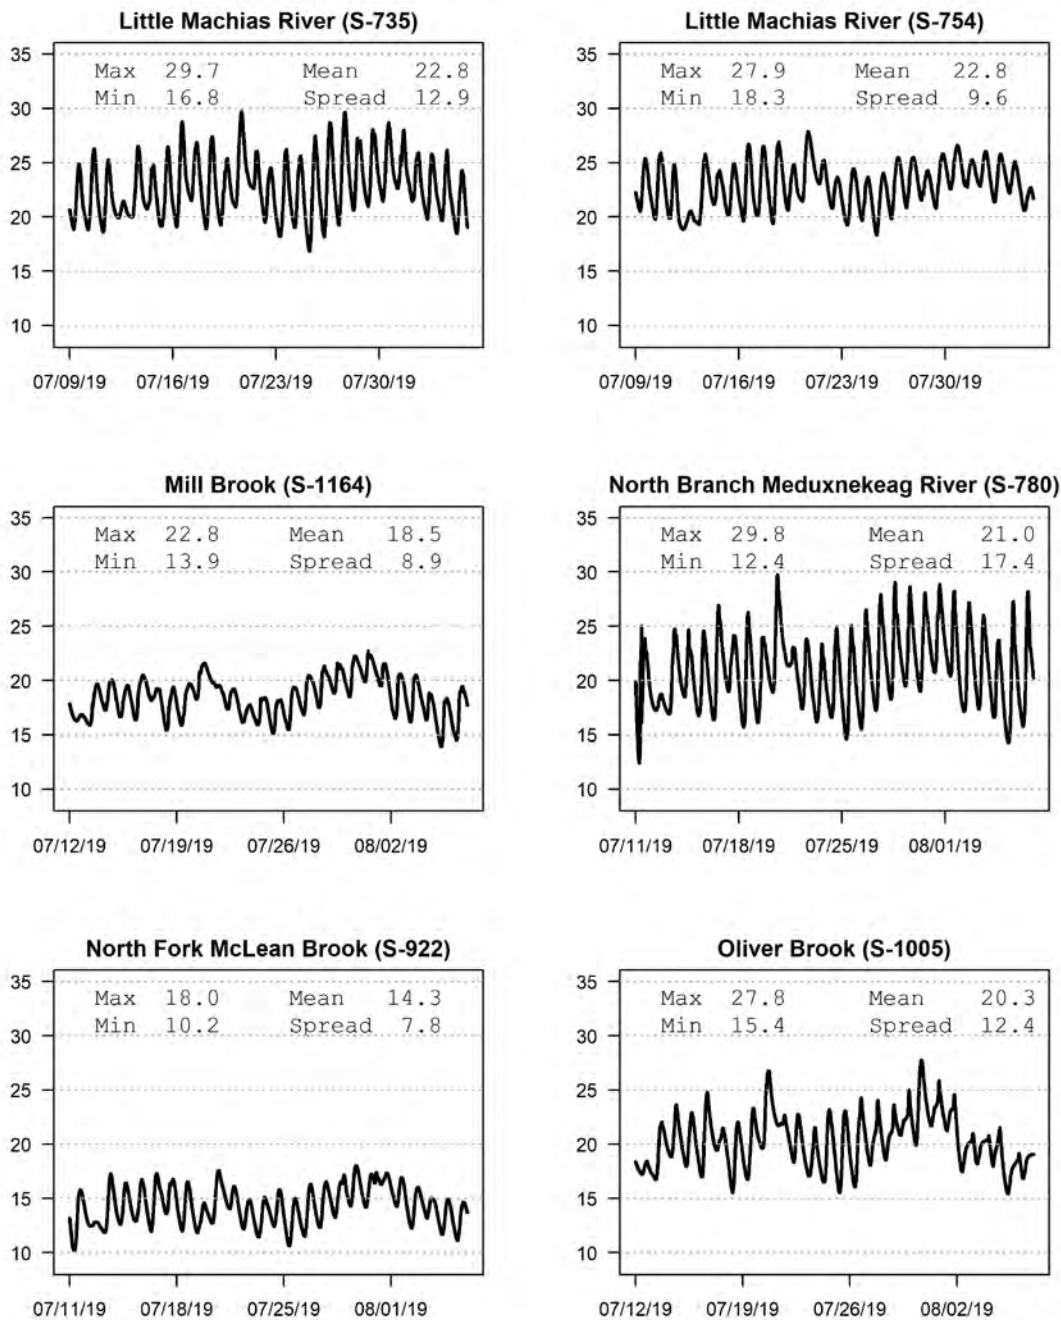 Little Machias River (S-735)
35
30
25
20
15
10
Max 29.7 Mean 22.8
Min 16.8 Spread 12.9
07/09/19 07/16/19 07/23/19 07/30/19
Little Machias River (S-754)
35
30
25
20
15
10
Max 27.9 Mean 22.8
Min 18.3 Spread 9.6
07/09/19 07/16/19 07/23/19 07/30/19
Mill Brook (S-1164)
35
30
25
20
15
10
Max 22.8 Mean 18.5
Min 13.9 Spread 8.9
07/12/19 07/19/19 07/26/19 08/02/19
North Branch Meduxnekeag River (S-780)
35
30
25
20
15
10
Max 29.8 Mean 21.0
Min 12.4 Spread 17.4
07/11/19 07/18/19 07/25/19 08/01/19
North Fork McLean Brook (S-922)
35
30
25
20
15
10
Max 18.0 Mean 14.3
Min 10.2 Spread 7.8
07/11/19 07/18/19 07/25/19 08/01/19
Oliver Brook (S-1005)
35
30
25
20
15
10
Max 27.8 Mean 20.3
Min 15.4 Spread 12.4
07/12/19 07/19/19 07/26/19 08/02/19